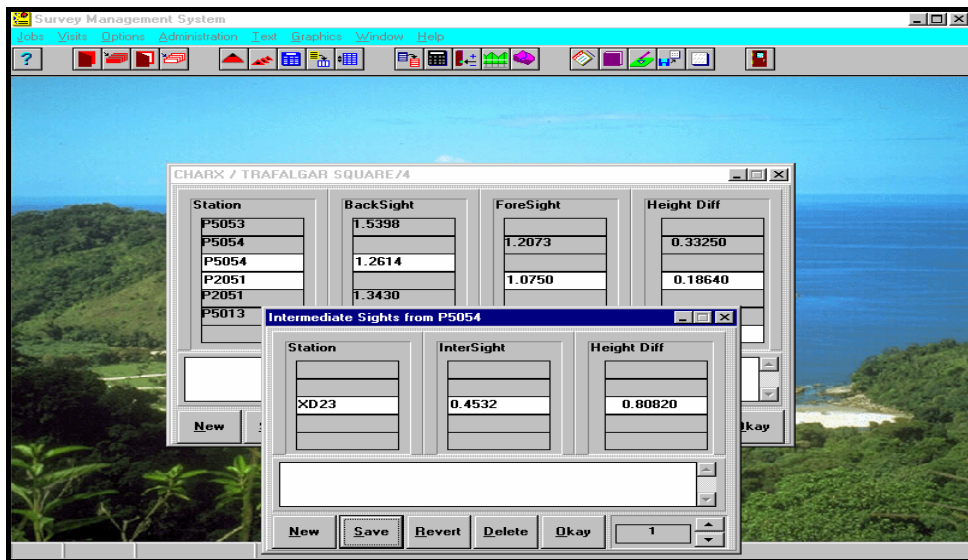 Survey Management System
Jobs Visits Options Administration Text Graphics Window Help
?
CHARX / TRAFALGAR SQUARE/4
Station BackSight ForeSight Height Diff
P5053 1.5398
P5054 1.2073 0.33250
P5054 1.2614
P2051 1.0750 0.18640
P2051 1.3430
P5013
New
Intermediate Sights from P5054
Station InterSight Height Diff
XD23 0.4532 0.80820
New Save Revert Delete Okay 1